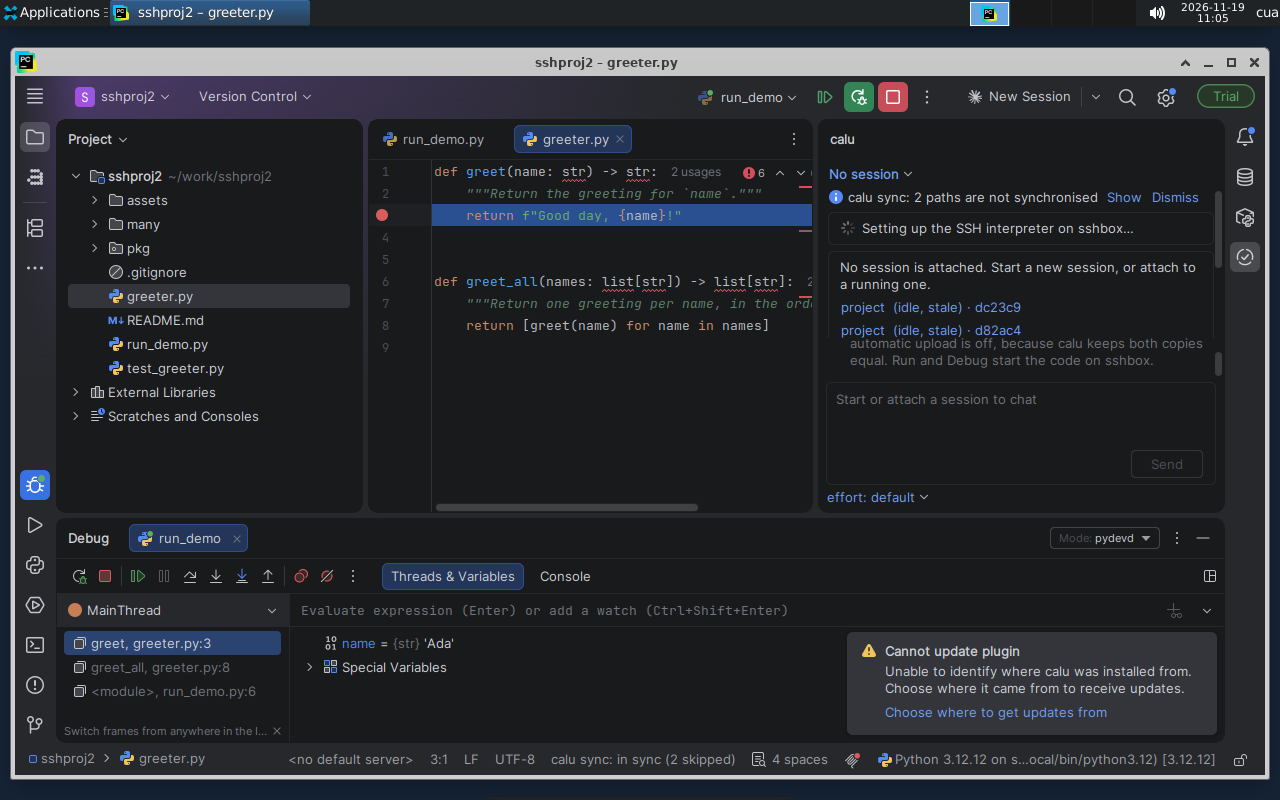 Applications
sshproj2 – greeter.py
2026-11-19
11:05
cua
sshproj2 – greeter.py
S
sshproj2
Version Control
run_demo
New Session
Trial
Project
sshproj2 ~/work/sshproj2
assets
many
pkg
.gitignore
greeter.py
README.md
run_demo.py
test_greeter.py
External Libraries
Scratches and Consoles
run_demo.py
greeter.py
1 def greet(name: str) -> str: 2 usages
6
2 """Return the greeting for `name`."""
return f"Good day, {name}!"
4
5
6 def greet_all(names: list[str]) -> list[str]: 2
7 """Return one greeting per name, in the orde
8 return [greet(name) for name in names]
9
calu
No session
calu sync: 2 paths are not synchronised Show Dismiss
Setting up the SSH interpreter on sshbox...
No session is attached. Start a new session, or attach to
a running one.
project (idle, stale) · dc23c9
project (idle, stale) · d82ac4
automatic upload is off, because calu keeps both copies
equal. Run and Debug start the code on sshbox.
Start or attach a session to chat
Send
effort: default
Debug
run_demo
Mode: pydevd
Threads & Variables
Console
MainThread
Evaluate expression (Enter) or add a watch (Ctrl+Shift+Enter)
greet, greeter.py:3
greet_all, greeter.py:8
<module>, run_demo.py:6
Switch frames from anywhere in the I...
name = {str} 'Ada'
Special Variables
Cannot update plugin
Unable to identify where calu was installed from.
Choose where it came from to receive updates.
Choose where to get updates from
sshproj2
greeter.py
<no default server>
3:1
LF
UTF-8
calu sync: in sync (2 skipped)
4 spaces
Python 3.12.12 on s...ocal/bin/python3.12) [3.12.12]